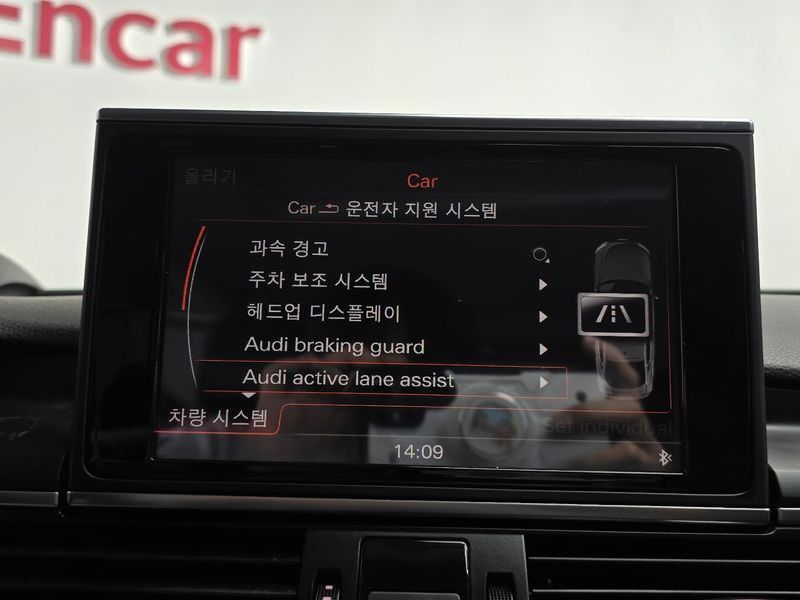 Encar
올리기
Car
Car 운전자 지원 시스템
과속 경고
주차 보조 시스템
헤드업 디스플레이
Audi braking guard
Audi active lane assist
차량 시스템
Set individual
14:09